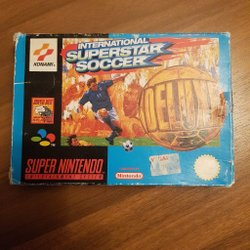 KONAMI
INTERNATIONAL
SUPERSTAR
SOCCER
DELUXE
SUPER NINTENDO
ENTERTAINMENT SYSTEM
Nintendo